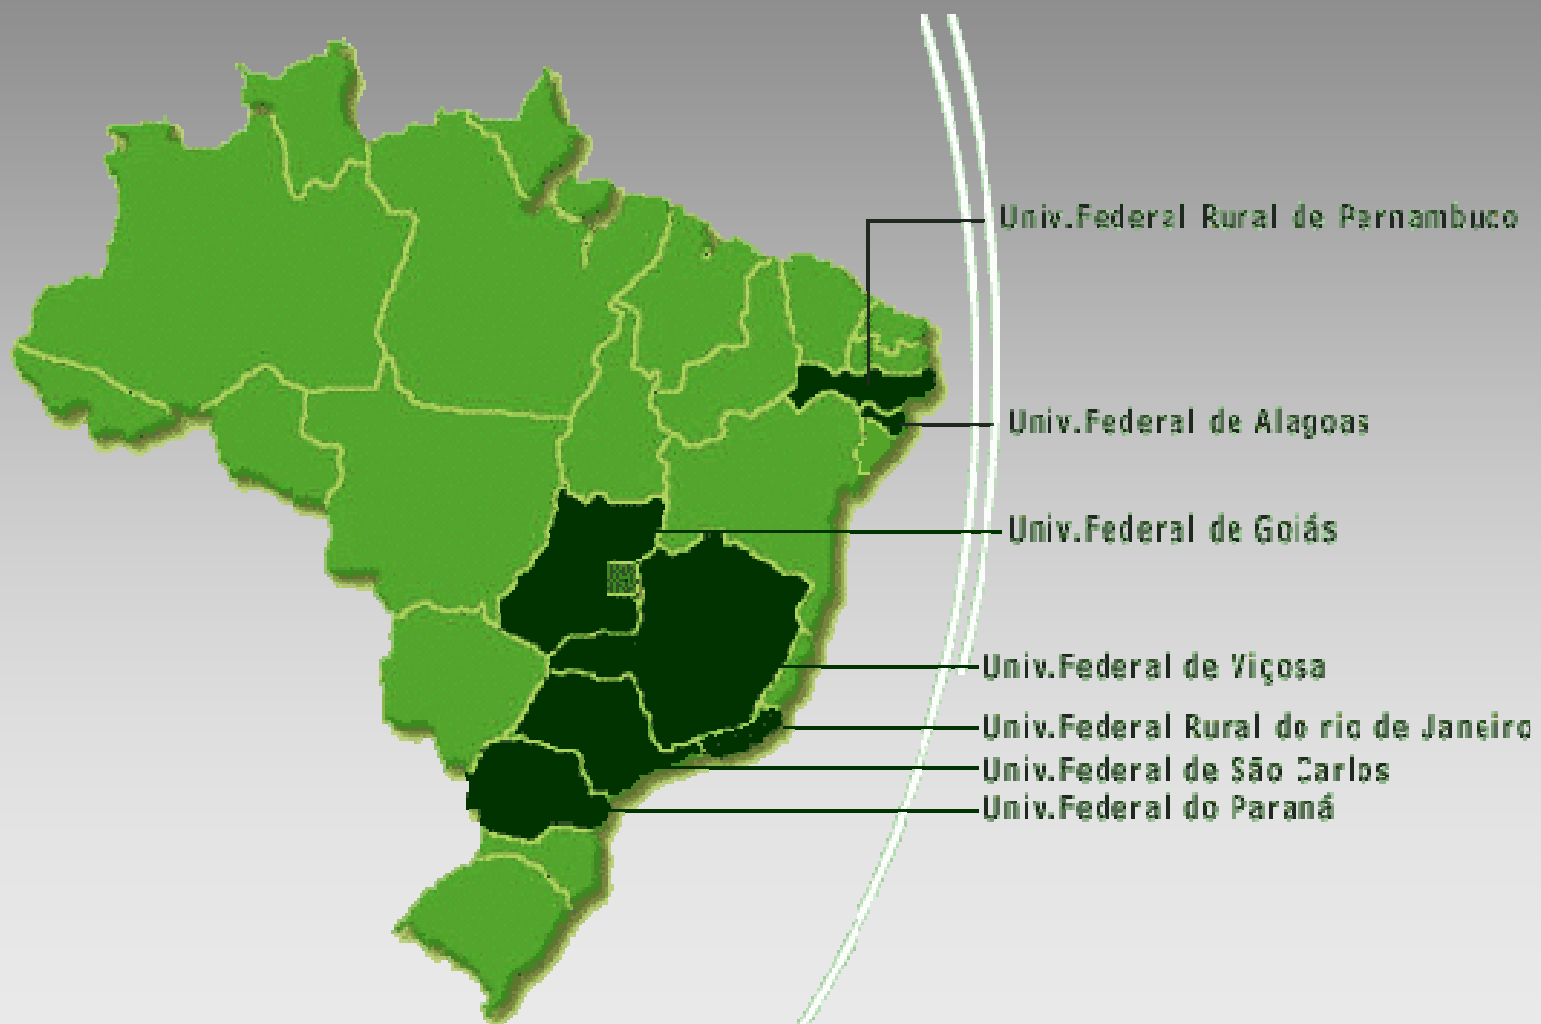 Univ.Federal Rural de Pernambuco
Univ.Federal de Alagoas
Univ.Federal de Goiás
Univ.Federal de Viçosa
Univ.Federal Rural do rio de Janeiro
Univ.Federal de São Carlos
Univ.Federal do Paraná